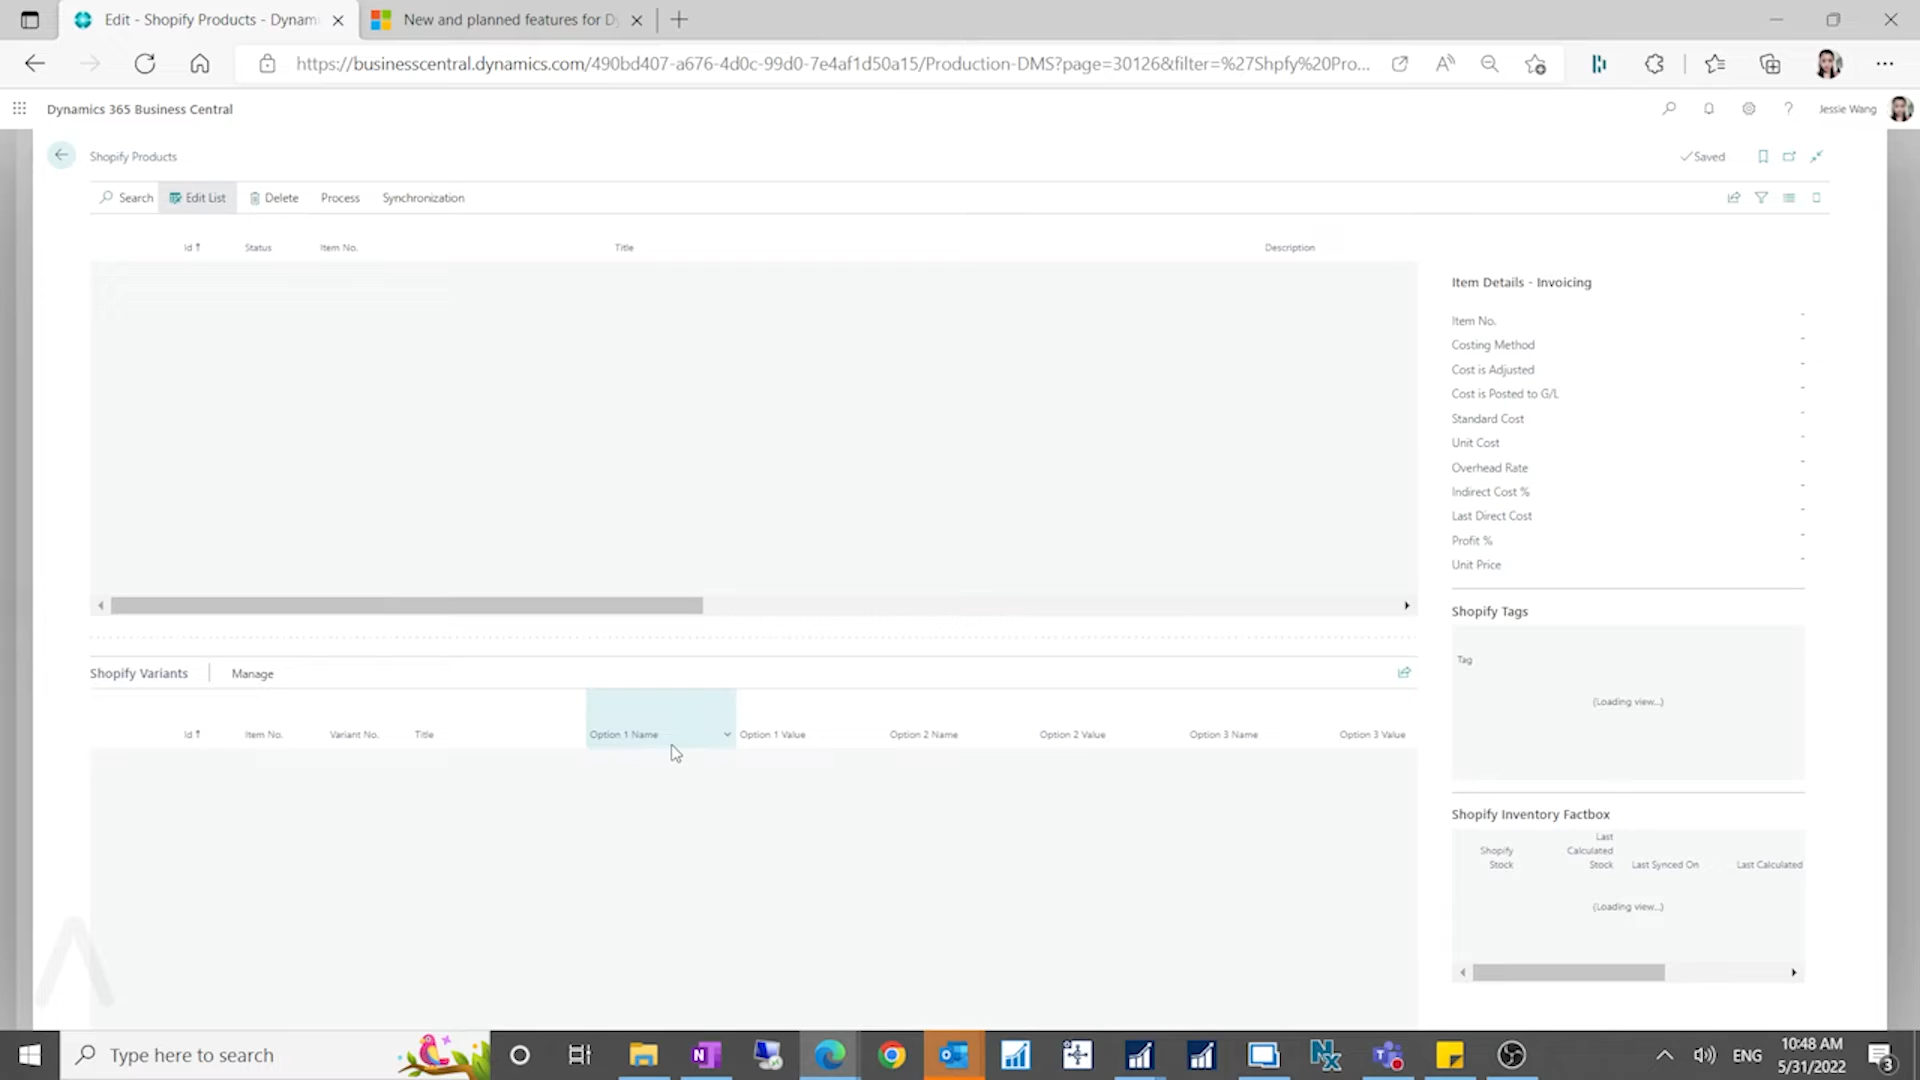 Edit - Shopify Products - Dynam
New and planned features for D
https://businesscentral.dynamics.com/490bd407-a676-4d0c-99d0-7e4af1d50a15/Production-DMS?page=30126&filter=%27Shpfy%20Pro...
Dynamics 365 Business Central
Jessie Wang
Shopify Products
Saved
Search
Edit List
Delete
Process
Synchronization
Id ↑
Status
Item No.
Title
Description
Item Details - Invoicing
Item No.
-
Costing Method
-
Cost is Adjusted
-
Cost is Posted to G/L
-
Standard Cost
-
Unit Cost
-
Overhead Rate
-
Indirect Cost %
-
Last Direct Cost
-
Profit %
-
Unit Price
-
Shopify Tags
Tag
(Loading view...)
Shopify Variants
Manage
Id ↑
Item No.
Variant No.
Title
Option 1 Name
Option 1 Value
Option 2 Name
Option 2 Value
Option 3 Name
Option 3 Value
Shopify Inventory Factbox
Shopify Stock
Last Calculated Stock
Last Synced On
Last Calculated
(Loading view...)
Type here to search
ENG
10:48 AM
5/31/2022
3